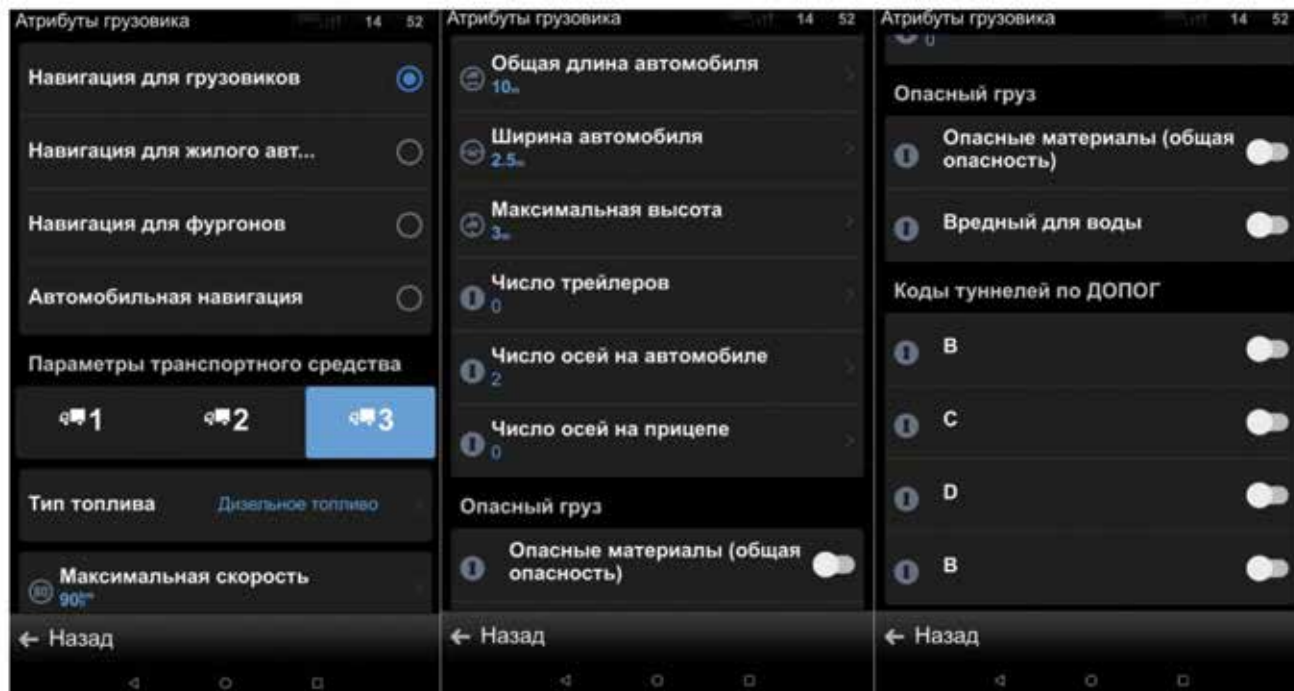 Атрибуты грузовика 14 52
Навигация для грузовиков
Навигация для жилого авт...
Навигация для фургонов
Автомобильная навигация
Параметры транспортного средства
1 2 3
Тип топлива Дизельное топливо
Максимальная скорость
90
← Назад
Атрибуты грузовика 14 52
Общая длина автомобиля
10m
Ширина автомобиля
2.5m
Максимальная высота
3m
Число трейлеров
0
Число осей на автомобиле
2
Число осей на прицепе
0
Опасный груз
Опасные материалы (общая
опасность)
← Назад
Атрибуты грузовика 14 52
0
Опасный груз
Опасные материалы (общая
опасность)
Вредный для воды
Коды туннелей по ДОПОГ
B
C
D
B
← Назад